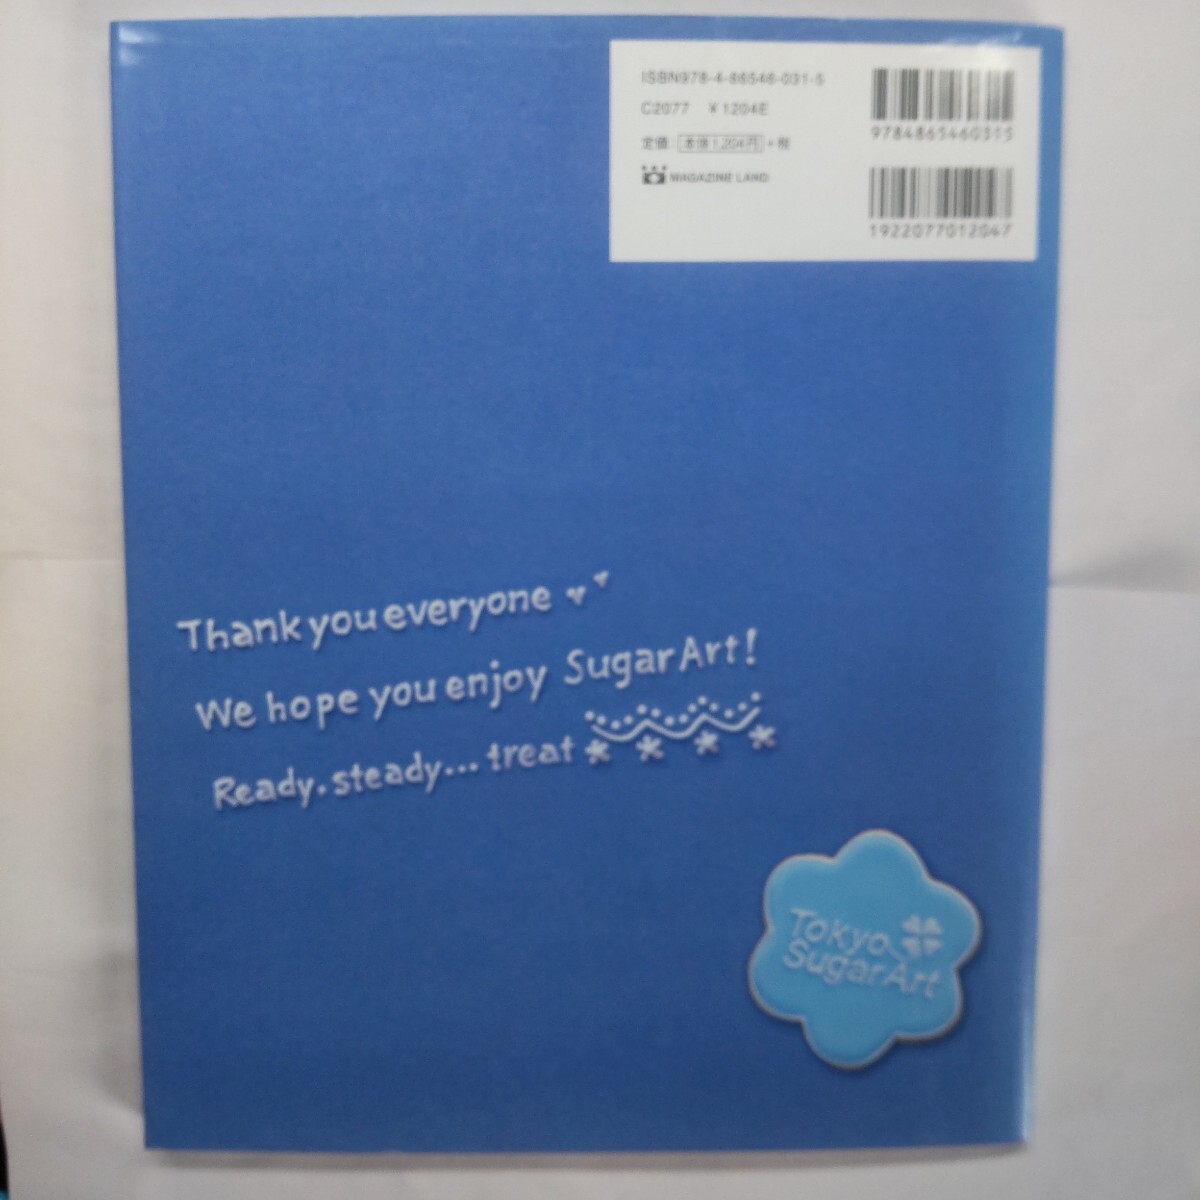 ISBN978-4-86546-031-5
C2077 ¥1204E
定価: 本体1,204円 +税
MAGAZINE LAND
9784865460315
1922077012047
Thank you everyone
We hope you enjoy Sugar Art!
Ready. steady... treat
Tokyo
Sugar Art